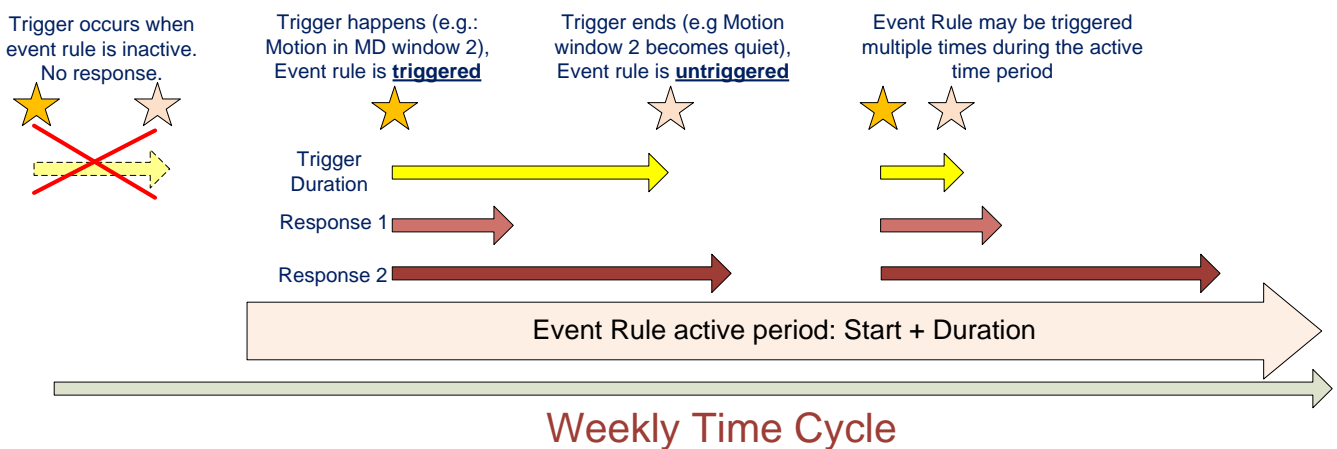 Trigger occurs when
event rule is inactive.
No response.
Trigger happens (e.g.:
Motion in MD window 2),
Event rule is triggered
Trigger ends (e.g Motion
window 2 becomes quiet),
Event rule is untriggered
Event Rule may be triggered
multiple times during the active
time period
Trigger
Duration
Response 1
Response 2
Event Rule active period: Start + Duration
Weekly Time Cycle